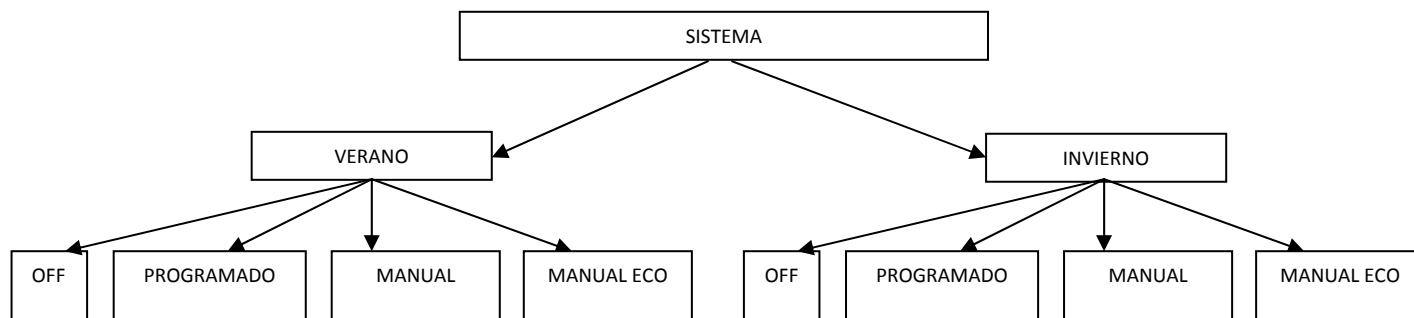 SISTEMA
VERANO
INVIERNO
OFF
PROGRAMADO
MANUAL
MANUAL ECO
OFF
PROGRAMADO
MANUAL
MANUAL ECO